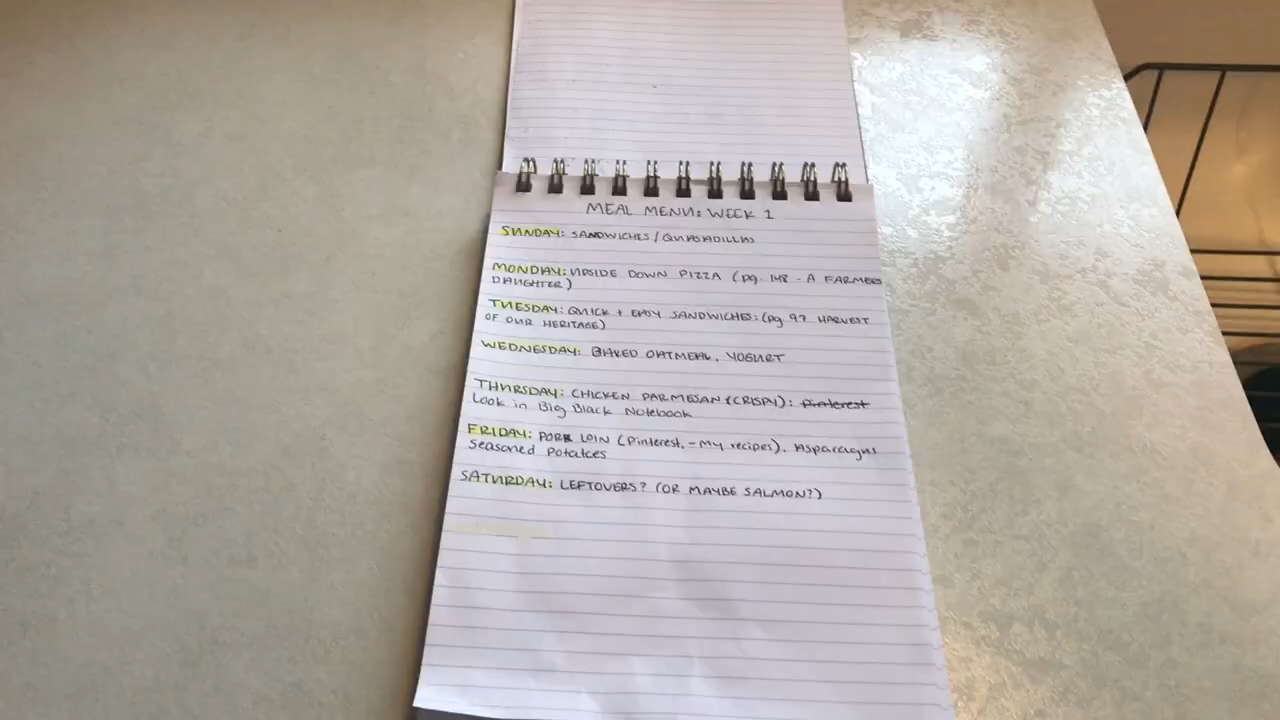 MEAL MENU: WEEK 1
SUNDAY: SANDWICHES / QUASADILLAS
MONDAY: UPSIDE DOWN PIZZA (pg. 148 - A FARMERS
DAUGHTER)
TUESDAY: QUICK + EASY SANDWICHES: (pg 97 HARVEST
OF OUR HERITAGE)
WEDNESDAY: BAKED OATMEAL, YOGURT
THURSDAY: CHICKEN PARMESAN (CRISPY): Pinterest
Look in Big Black Notebook
FRIDAY: PORK LOIN (Pinterest, - My recipes), Asparagus
Seasoned Potatoes
SATURDAY: LEFTOVERS? (OR MAYBE SALMON?)